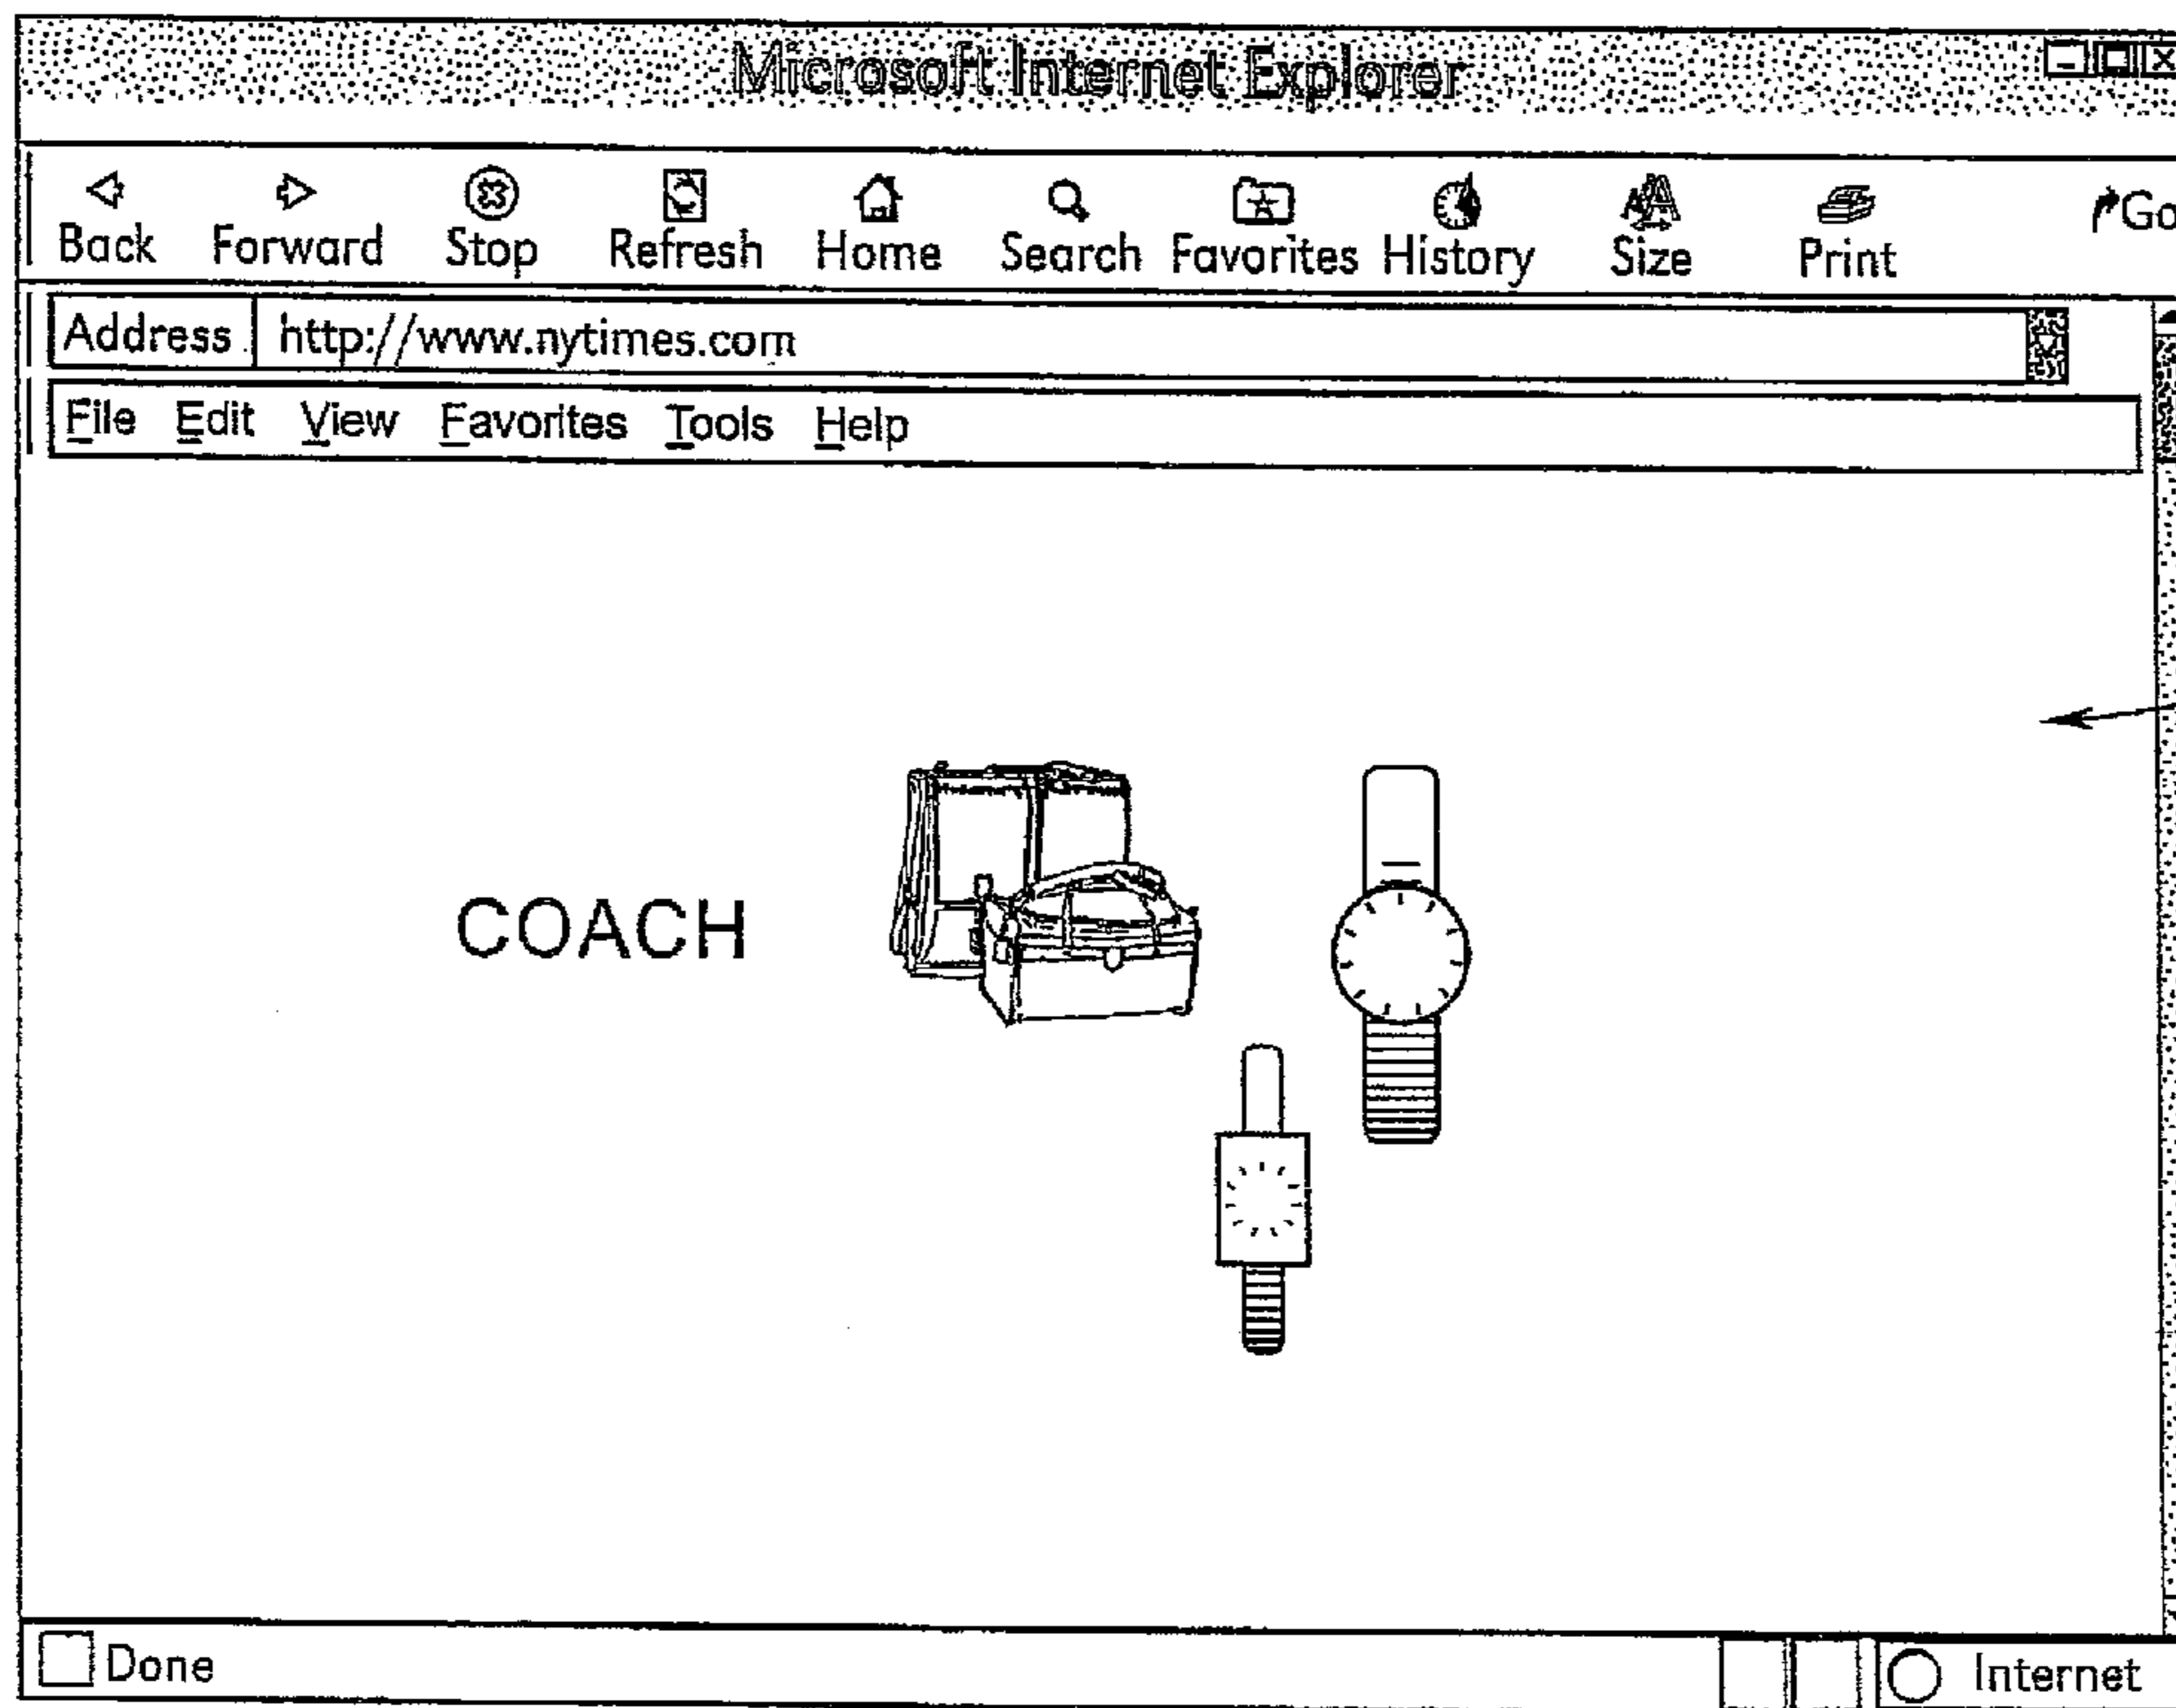 Microsoft Internet Explorer
Back Forward Stop Refresh Home Search Favorites History Size Print Go
Address http://www.nytimes.com
File Edit View Favorites Tools Help
COACH
Done Internet